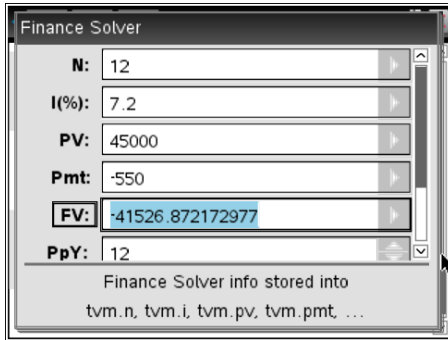 Finance Solver
N: 12
I(%): 7.2
PV: 45000
Pmt: -550
FV: -41526.872172977
PpY: 12
Finance Solver info stored into
tvm.n, tvm.i, tvm.pv, tvm.pmt, ...